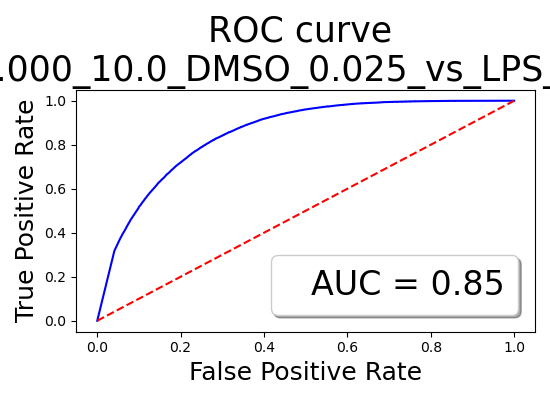 ROC curve
.000_10.0_DMSO_0.025_vs_LPS_
True Positive Rate
1.0
0.8
0.6
0.4
0.2
0.0
AUC = 0.85
0.0 0.2 0.4 0.6 0.8 1.0
False Positive Rate